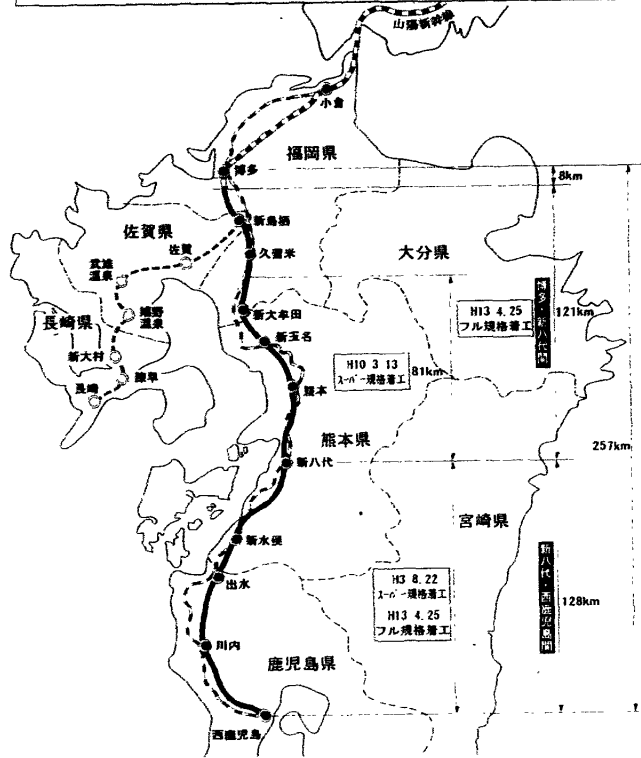 山陽新幹線
小倉
福岡県
博多
8km
新鳥栖
佐賀県
佐賀
久留米
大分県
武雄
温泉
嬉野
温泉
新大牟田
H13 4.25
フル規格着工
博多・新八代間
121km
長崎県
新大村
新玉名
諫早
長崎
H10 3 13
スーパー規格着工
81km
熊本
熊本県
257km
新八代
宮崎県
新水俣
出水
H3 8.22
スーパー規格着工
H13 4.25
フル規格着工
新八代・西鹿児島間
128km
川内
鹿児島県
西鹿児島